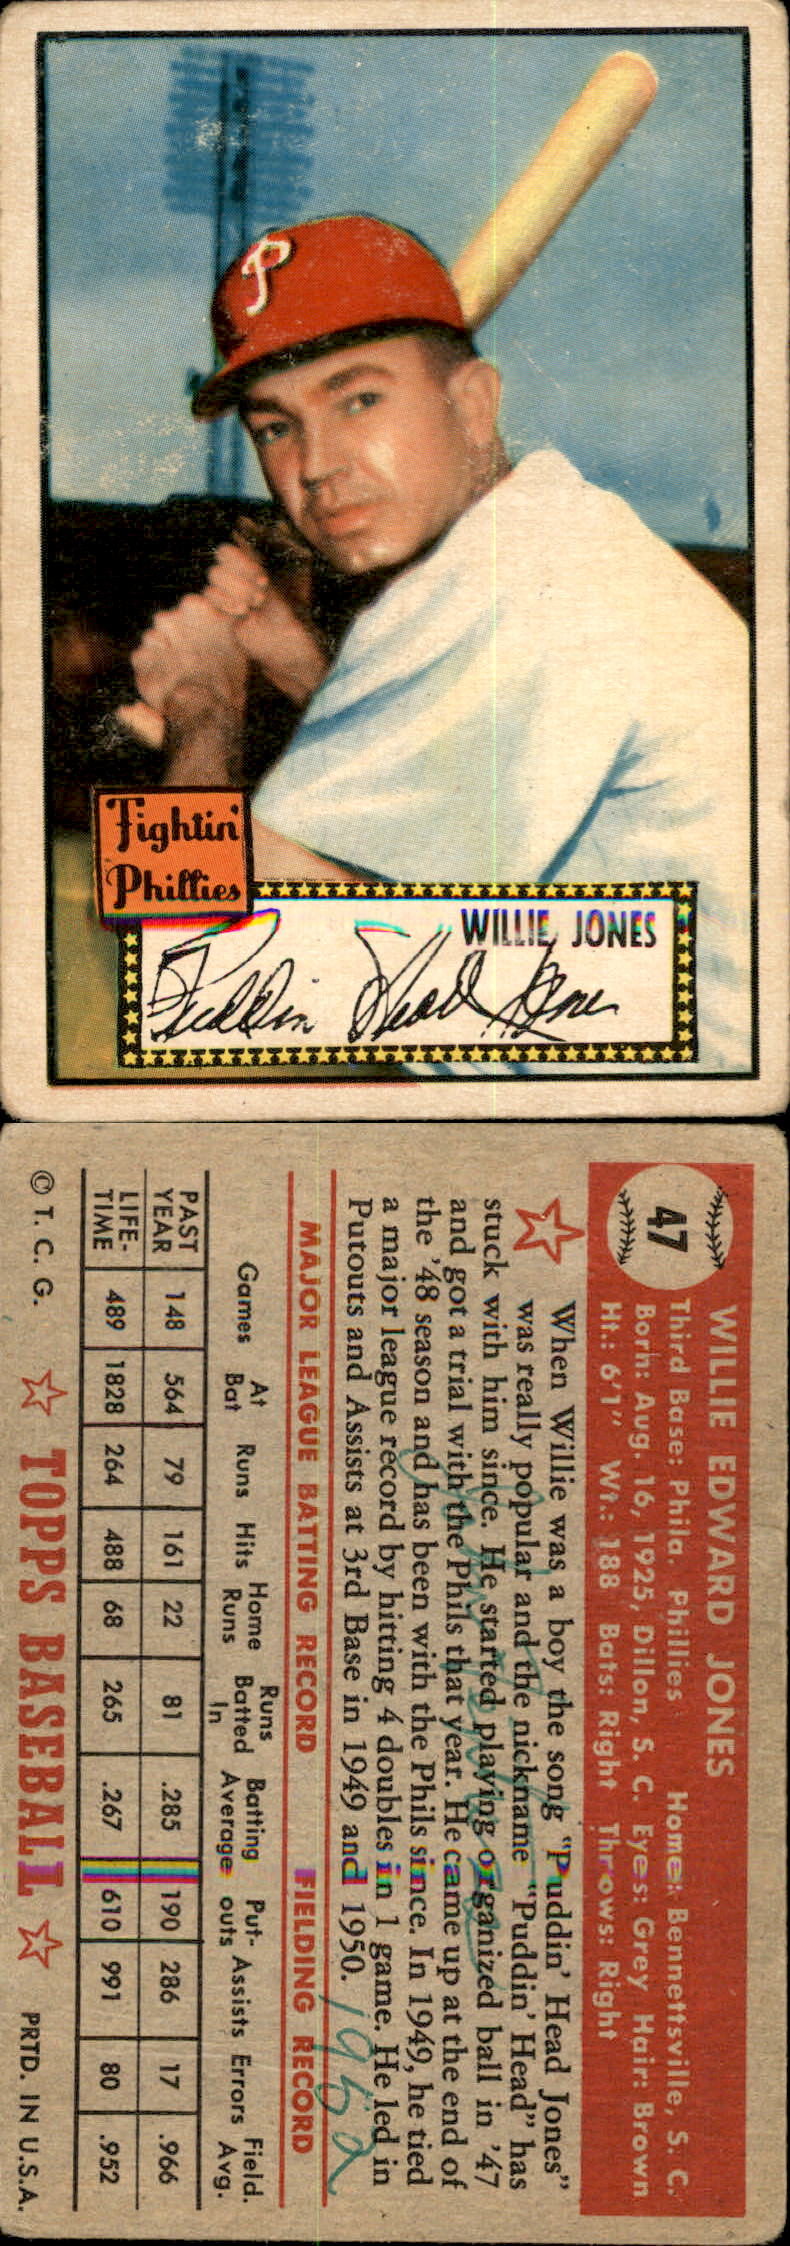 P
Fightin'
Phillies
WILLIE JONES
Puddin Head Jones
47
WILLIE EDWARD JONES
Third Base: Phila. Phillies Home: Bennettsville, S. C.
Born: Aug. 16, 1925, Dillon, S. C. Eyes: Grey Hair: Brown
Ht.: 6'1" Wt.: 188 Bats: Right Throws: Right
When Willie was a boy the song "Puddin' Head Jones"
was really popular and the nickname "Puddin' Head" has
stuck with him since. He started playing organized ball in '47
and got a trial with the Phils that year. He came up at the end of
the '48 season and has been with the Phils since. In 1949, he tied
a major league record by hitting 4 doubles in 1 game. He led in
Putouts and Assists at 3rd Base in 1949 and 1950.
1952
MAJOR LEAGUE BATTING RECORD FIELDING RECORD
Games At Bat Runs Hits Home Runs Runs Batted In Batting Average Put-outs Assists Errors Field. Avg.
PAST YEAR 148 564 79 161 22 81 .285 190 286 17 .966
LIFE-TIME 489 1828 264 488 68 265 .267 610 991 80 .952
© T. C. G. TOPPS BASEBALL PRTD. IN U.S.A.